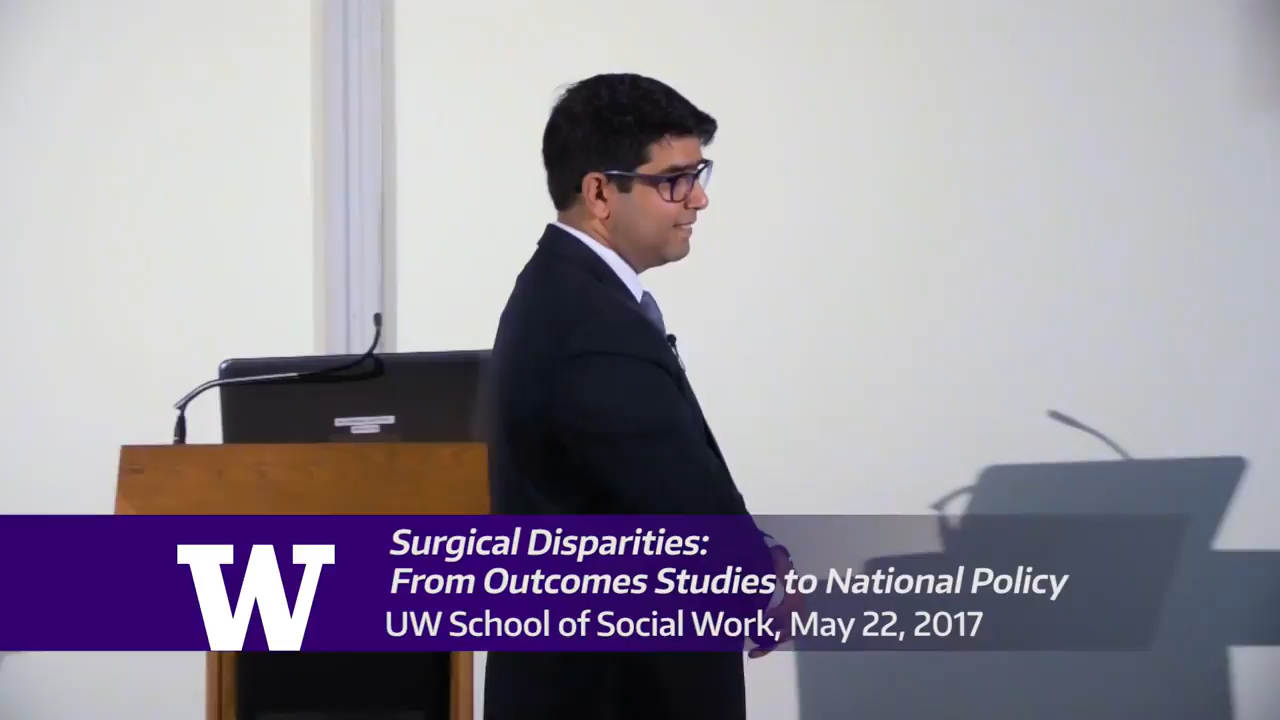 W
Surgical Disparities:
From Outcomes Studies to National Policy
UW School of Social Work, May 22, 2017